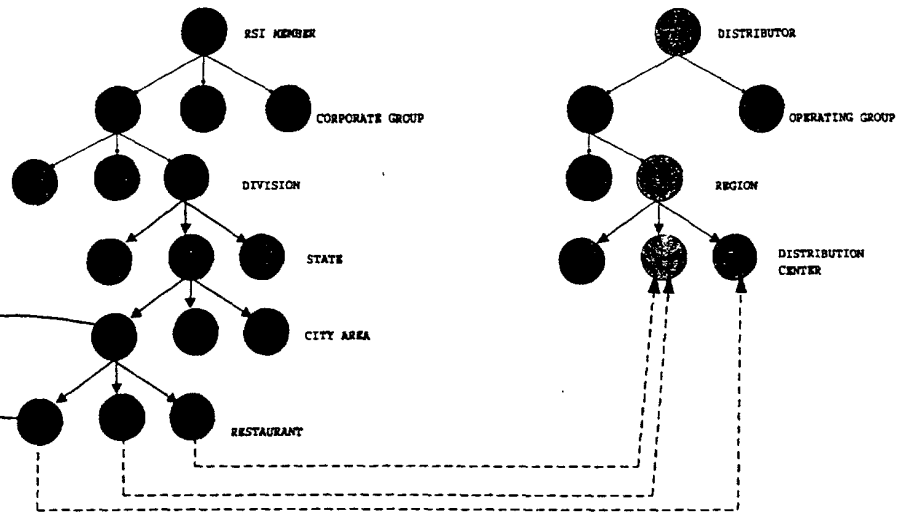 RSI MEMBER
DISTRIBUTOR
CORPORATE GROUP
OPERATING GROUP
DIVISION
REGION
STATE
DISTRIBUTION
CENTER
CITY AREA
RESTAURANT